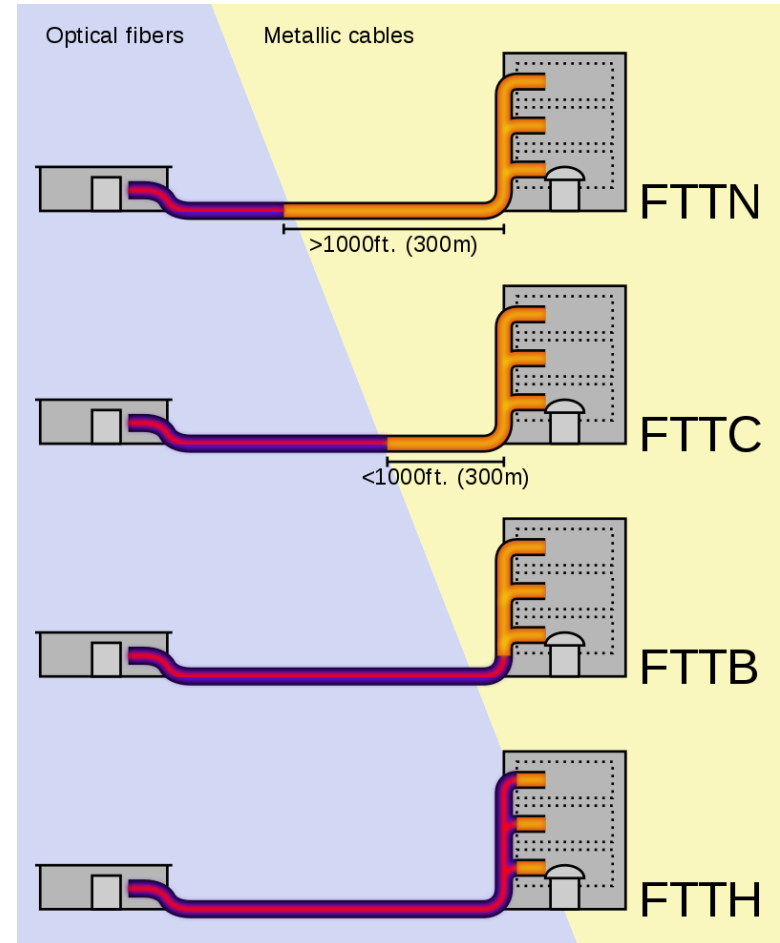 Optical fibers
Metallic cables
FTTN
>1000ft. (300m)
FTTC
<1000ft. (300m)
FTTB
FTTH